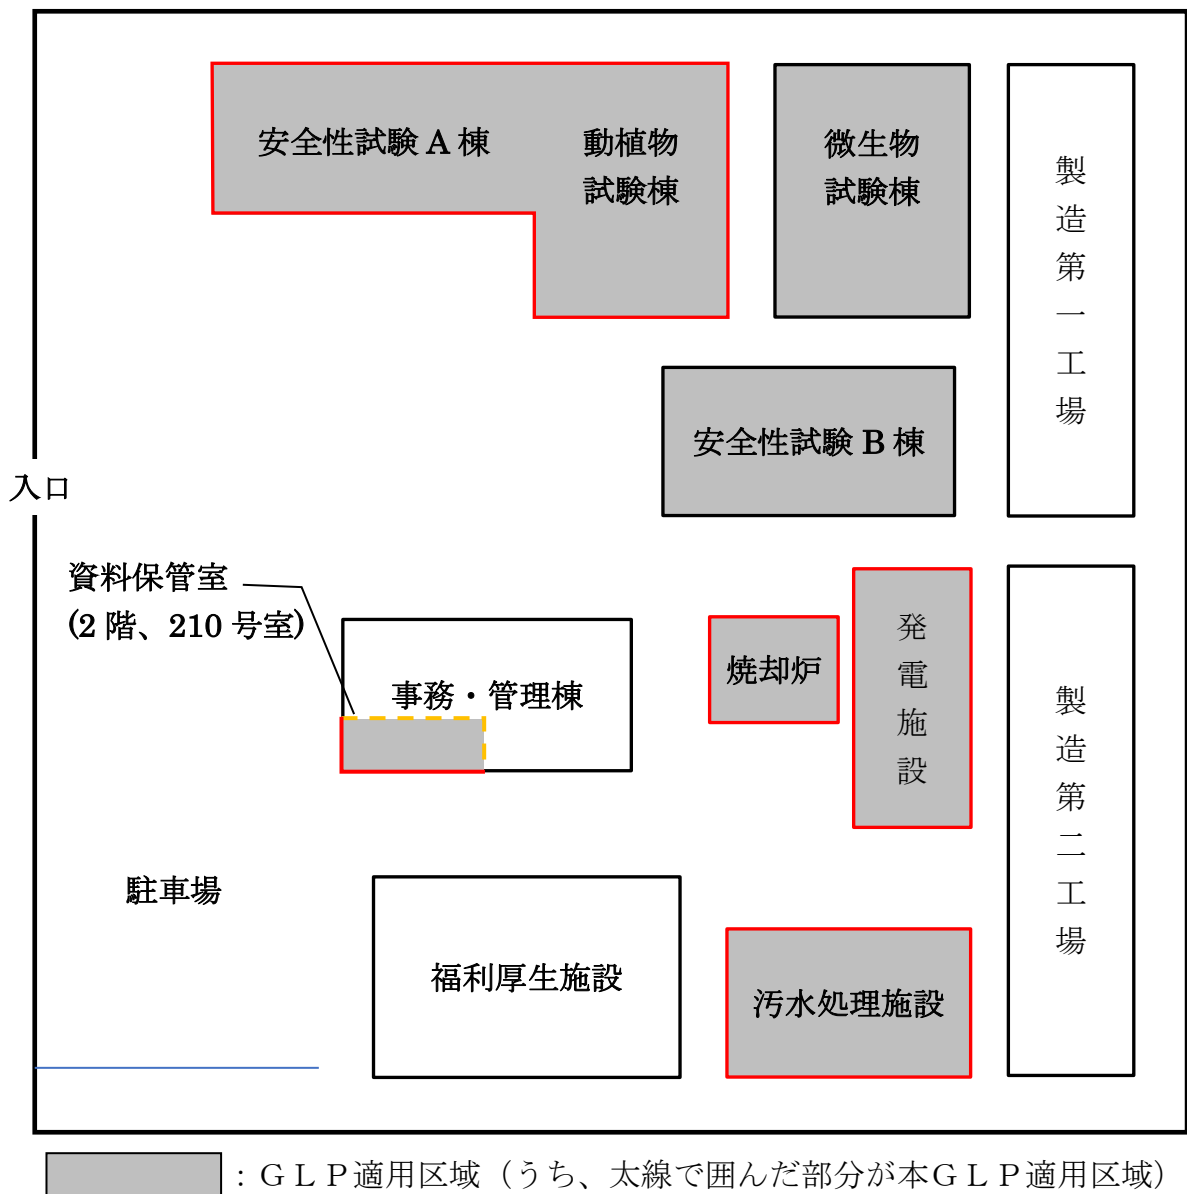 安全性試験 A 棟
動植物
試験棟
微生物
試験棟
製造第一工場
安全性試験 B 棟
入口
資料保管室
(2 階、210 号室)
事務・管理棟
焼却炉
発電施設
製造第二工場
駐車場
福利厚生施設
汚水処理施設
：ＧＬＰ適用区域（うち、太線で囲んだ部分が本ＧＬＰ適用区域）